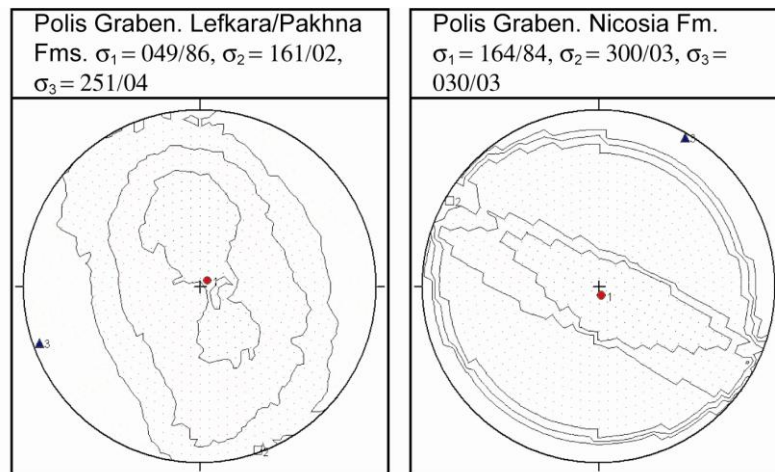 Polis Graben. Lefkara/Pakhna
Fms. σ₁ = 049/86, σ₂ = 161/02,
σ₃ = 251/04
1
2
3
Polis Graben. Nicosia Fm.
σ₁ = 164/84, σ₂ = 300/03, σ₃ =
030/03
3
2
1